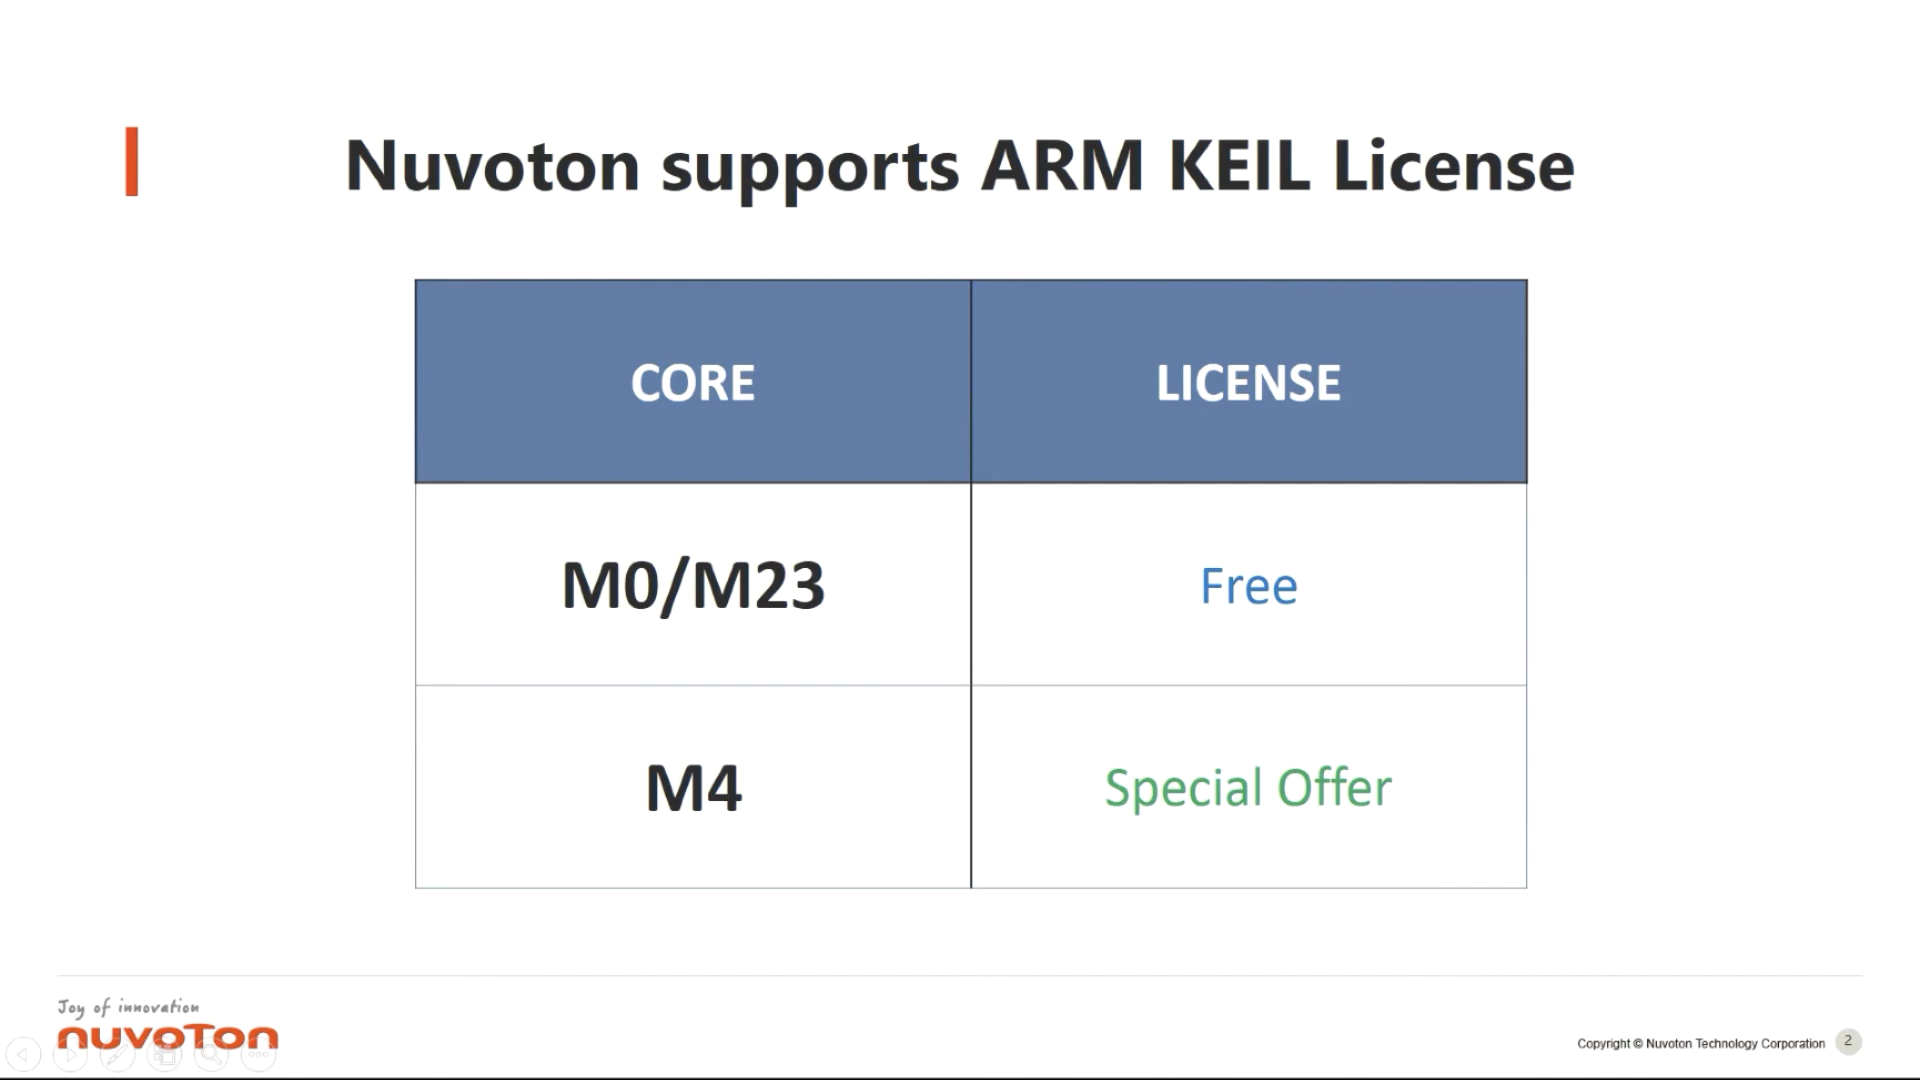 Nuvoton supports ARM KEIL License
CORE
LICENSE
M0/M23
Free
M4
Special Offer
Joy of innovation
nuvoTon
Copyright © Nuvoton Technology Corporation
2